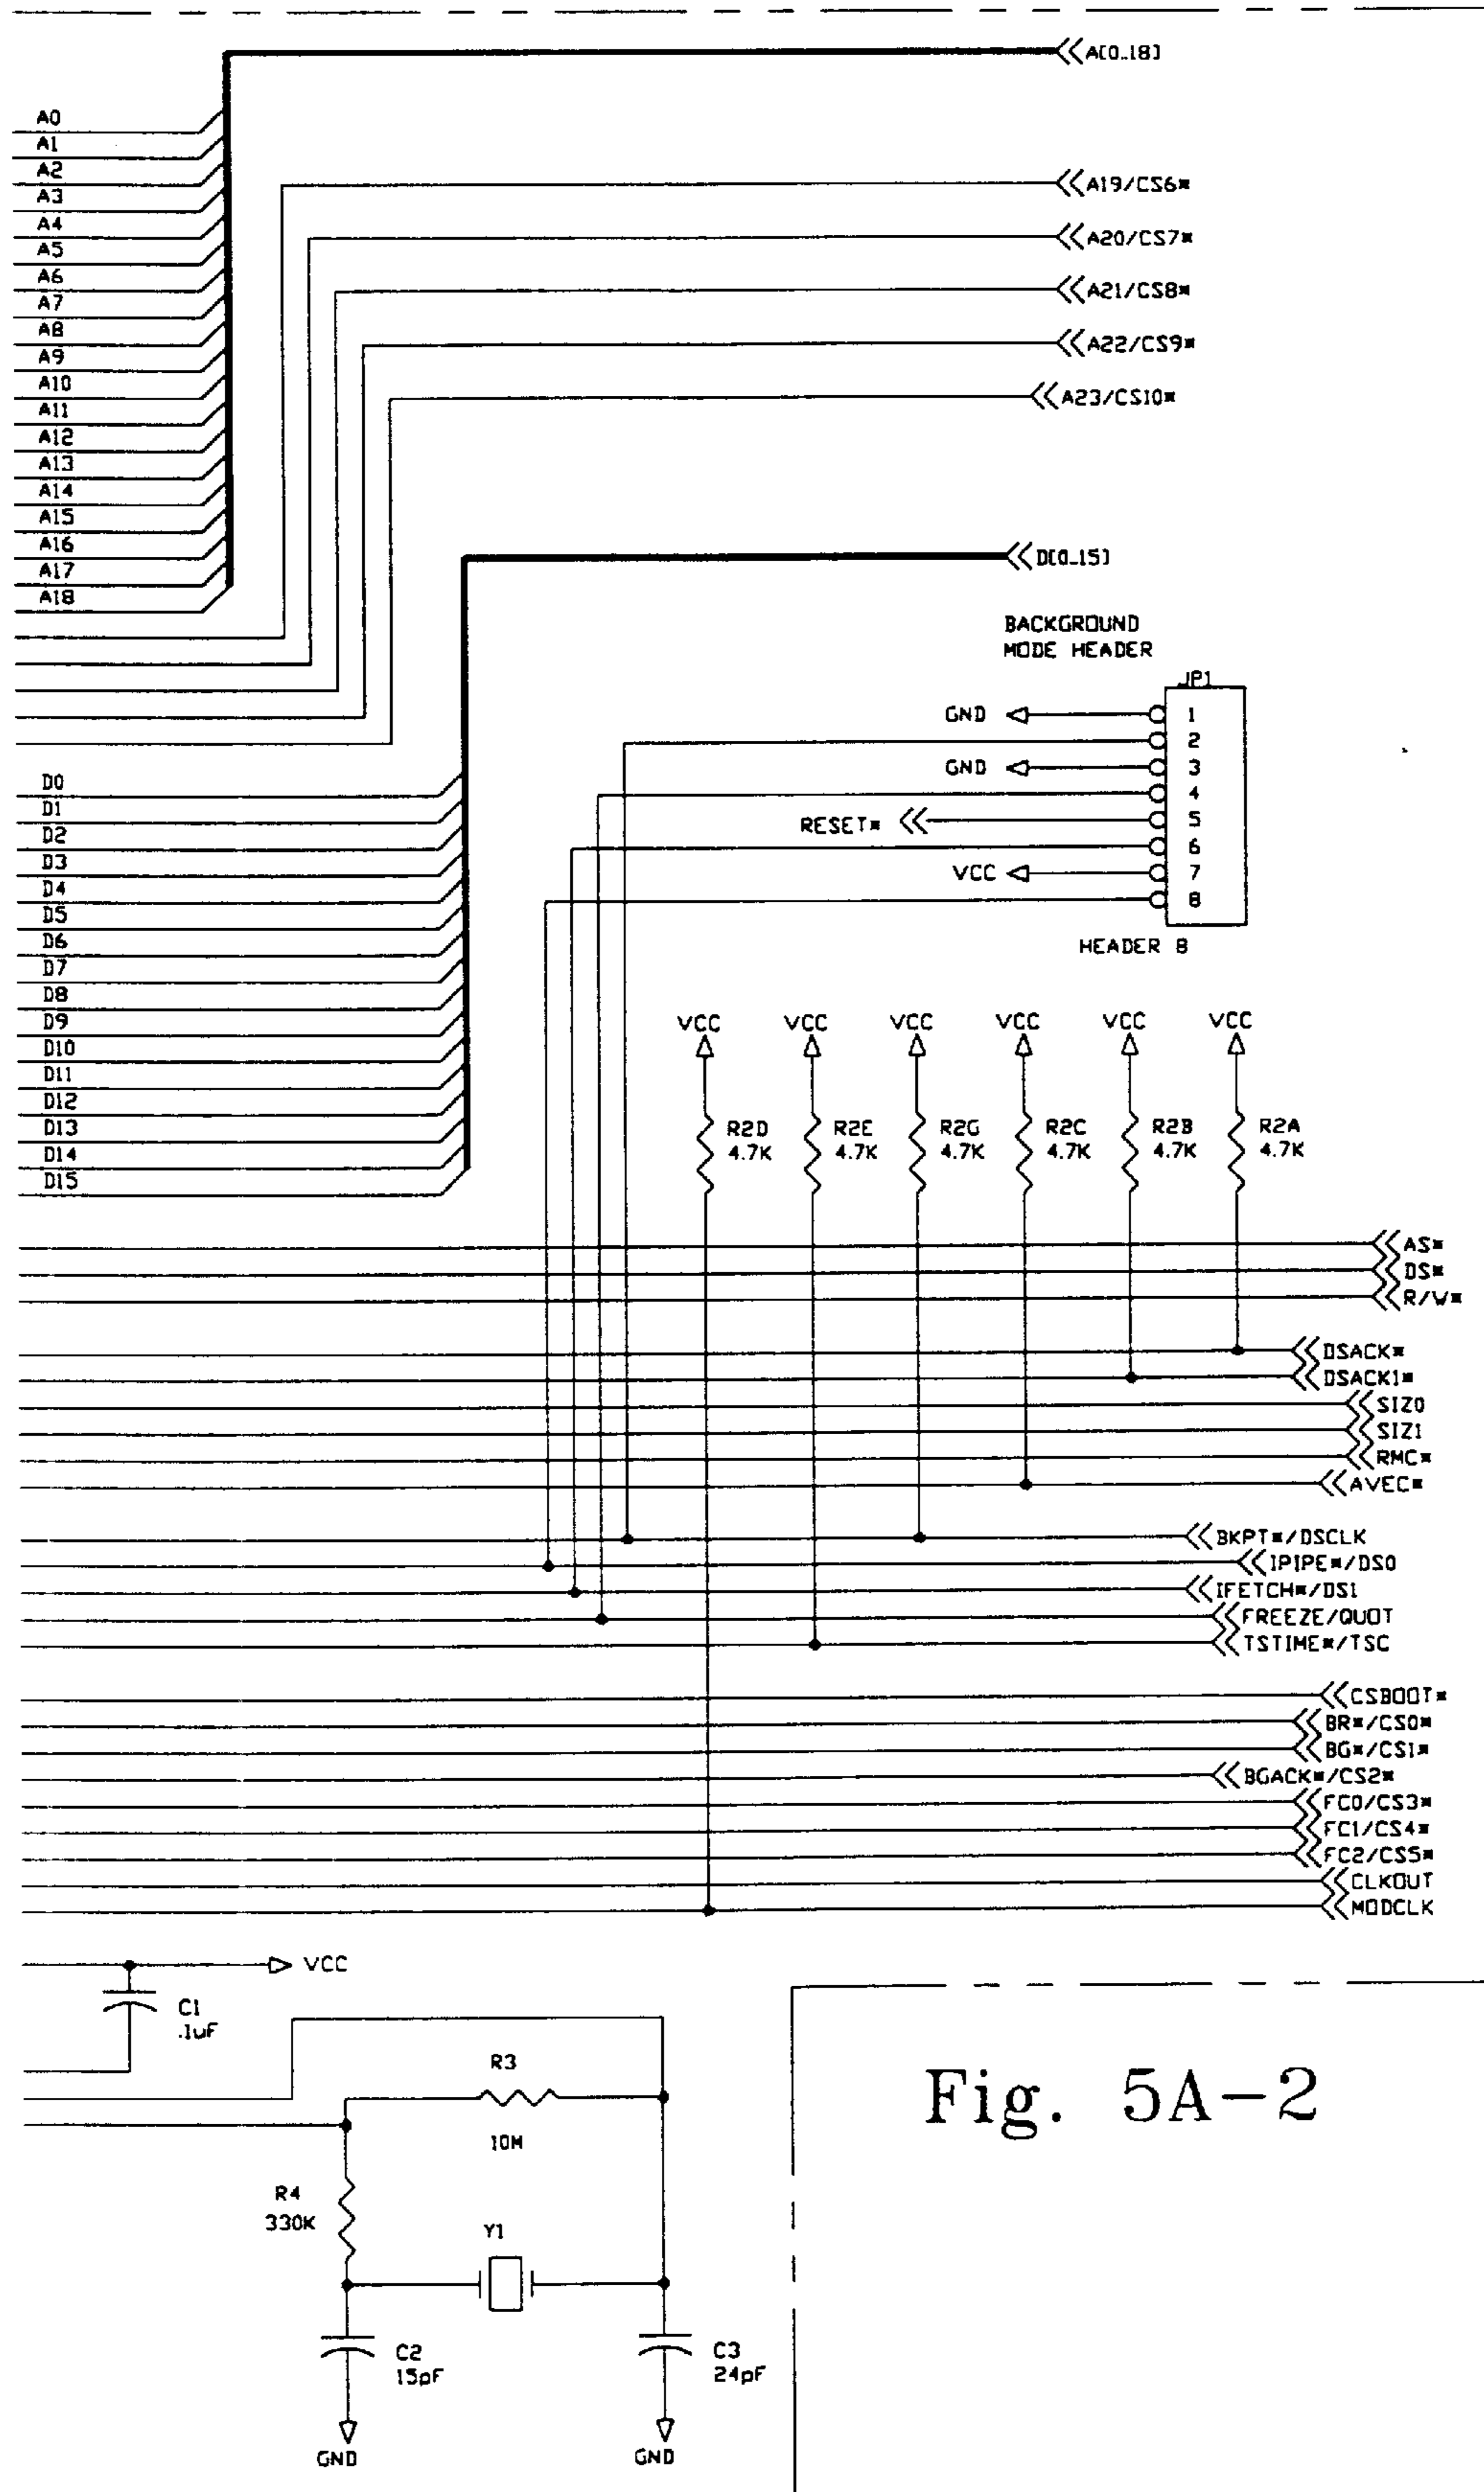 A[0..18]
A0
A1
A2
A3
A4
A5
A6
A7
A8
A9
A10
A11
A12
A13
A14
A15
A16
A17
A18
A19/CS6*
A20/CS7*
A21/CS8*
A22/CS9*
A23/CS10*
D[0..15]
BACKGROUND
MODE HEADER
JP1
GND 1
2
GND 3
4
RESET* 5
6
VCC 7
8
HEADER 8
D0
D1
D2
D3
D4
D5
D6
D7
D8
D9
D10
D11
D12
D13
D14
D15
VCC VCC VCC VCC VCC VCC
R2D R2E R2G R2C R2B R2A
4.7K 4.7K 4.7K 4.7K 4.7K 4.7K
AS*
DS*
R/W*
DSACK*
DSACK1*
SIZ0
SIZ1
RMC*
AVEC*
BKPT*/DSCLK
IPIPE*/DSO
IFETCH*/DSI
FREEZE/QUOT
TSTIME*/TSC
CSBOOT*
BR*/CS0*
BG*/CS1*
BGACK*/CS2*
FC0/CS3*
FC1/CS4*
FC2/CS5*
CLKOUT
MODCLK
VCC
C1
.1uF
R3
10M
R4
330K
Y1
C2
15pF
C3
24pF
GND GND
Fig. 5A-2